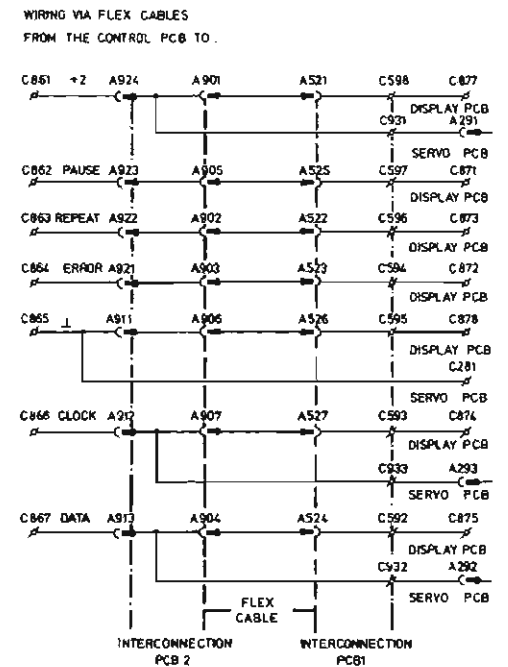 WIRING VIA FLEX CABLES
FROM THE CONTROL PCB TO .
C861 +2 A924 A901 A521 C598 C877
DISPLAY PCB
C931 A291
SERVO PCB
C862 PAUSE A923 A905 A525 C597 C871
DISPLAY PCB
C863 REPEAT A922 A902 A522 C596 C873
DISPLAY PCB
C864 ERROR A921 A903 A523 C594 C872
DISPLAY PCB
C865 ⊥ A911 A906 A526 C595 C878
DISPLAY PCB
C281
SERVO PCB
C866 CLOCK A912 A907 A527 C593 C874
DISPLAY PCB
C933 A293
SERVO PCB
C867 DATA A913 A904 A524 C592 C875
DISPLAY PCB
C932 A292
SERVO PCB
FLEX
CABLE
INTERCONNECTION INTERCONNECTION
PCB 2 PCB1